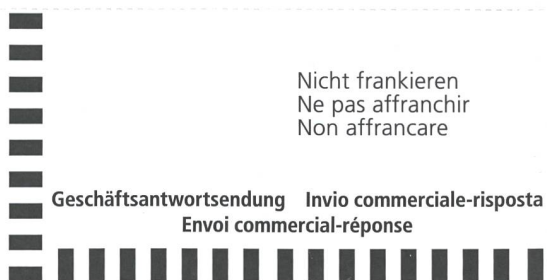 Nicht frankieren
Ne pas affranchir
Non affrancare
Geschäftsantwortsendung Invio commerciale-risposta
Envoi commercial-réponse